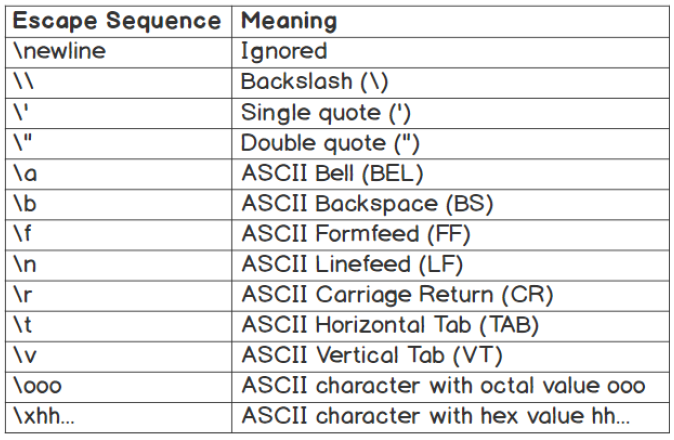 Escape Sequence Meaning
\newline Ignored
\\ Backslash (\)
\' Single quote (')
\" Double quote (")
\a ASCII Bell (BEL)
\b ASCII Backspace (BS)
\f ASCII Formfeed (FF)
\n ASCII Linefeed (LF)
\r ASCII Carriage Return (CR)
\t ASCII Horizontal Tab (TAB)
\v ASCII Vertical Tab (VT)
\ooo ASCII character with octal value ooo
\xhh... ASCII character with hex value hh...